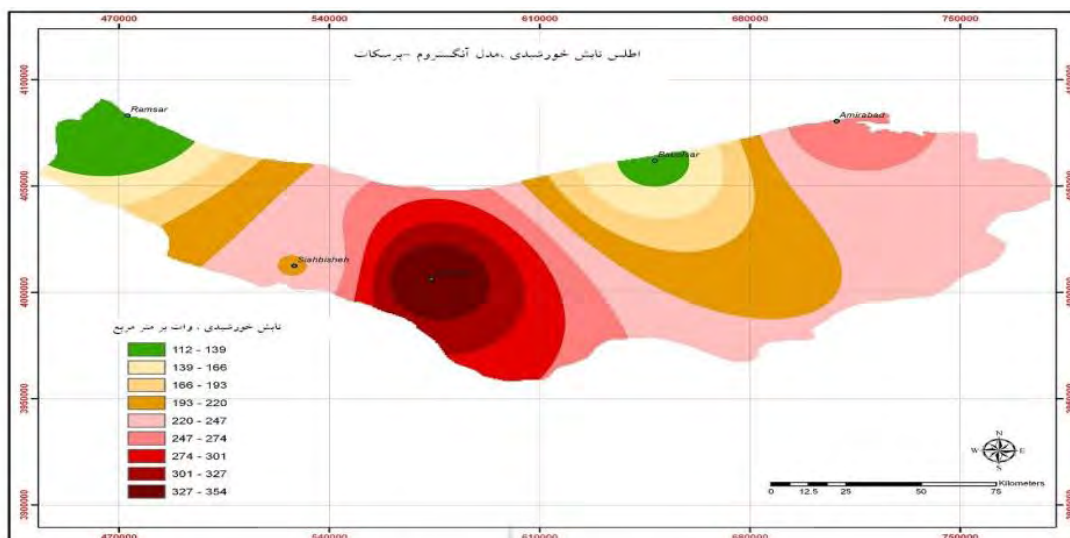 470000 540000 610000 680000 750000
اطلس تابش خورشیدی ،مدل آنگستروم -پرسکات
4100000
Ramsar
Amirabad
Babolsar
4050000 4050000
Siahbisheh
4000000 4000000
تابش خورشیدی ، وات بر متر مربع
112 - 139
139 - 166
166 - 193
193 - 220
220 - 247
247 - 274
274 - 301
301 - 327
327 - 354
3950000
N
W E
S
Kilometers
0 12.5 25 50 75
3900000
470000 540000 610000 680000 750000